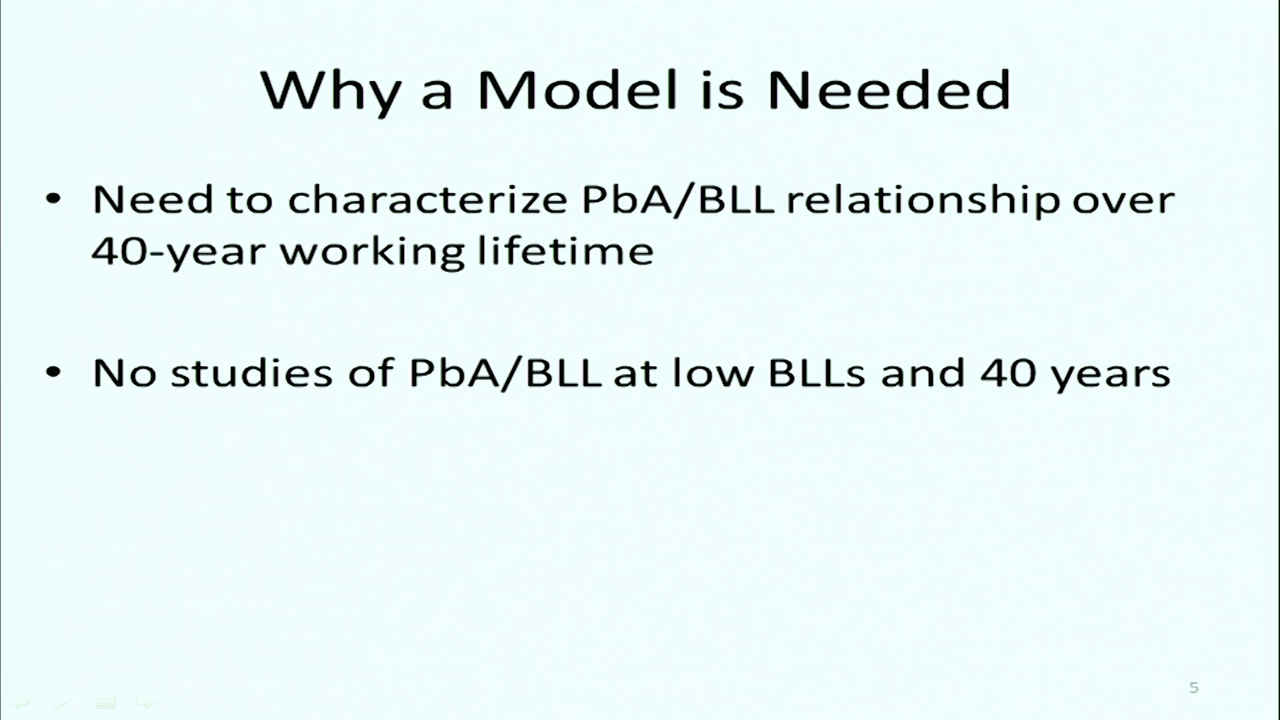 Why a Model is Needed
• Need to characterize PbA/BLL relationship over
40-year working lifetime
• No studies of PbA/BLL at low BLLs and 40 years
5